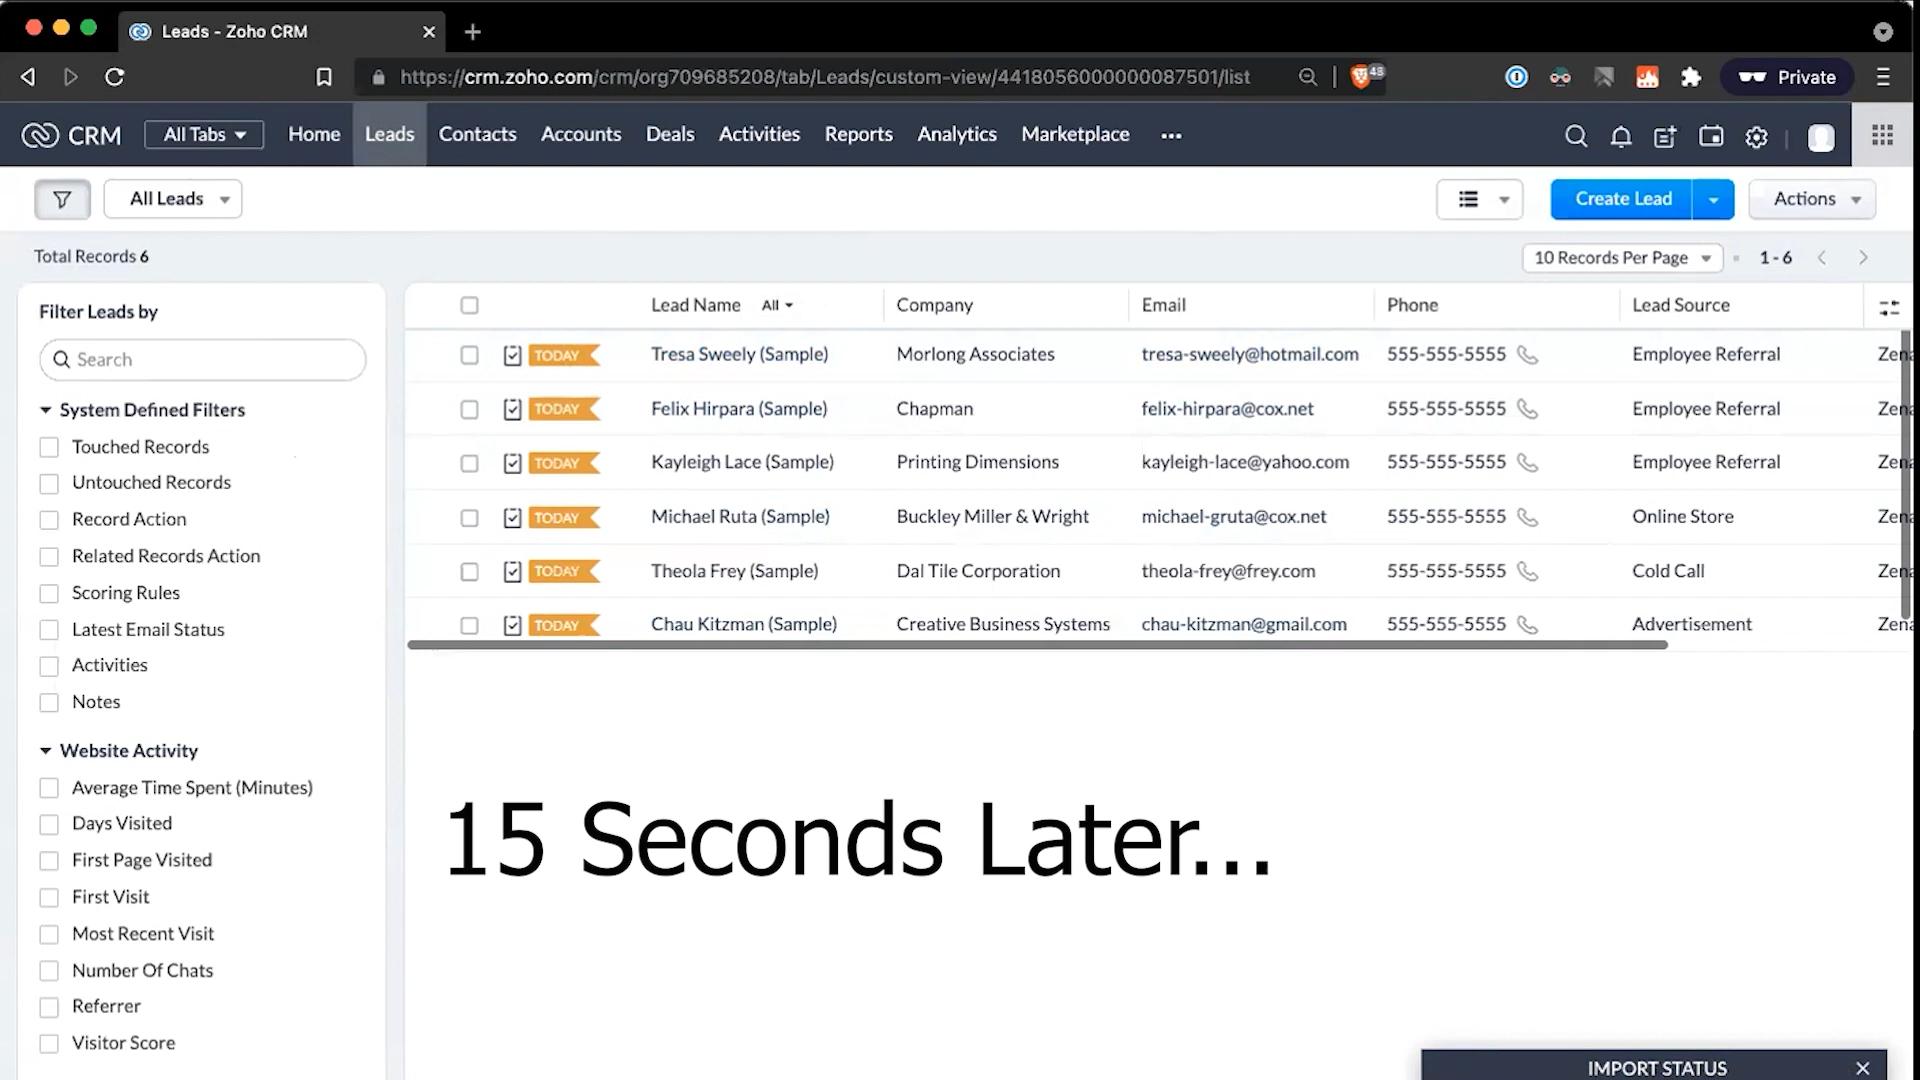 Leads - Zoho CRM
https://crm.zoho.com/crm/org709685208/tab/Leads/custom-view/4418056000000087501/list
48
Private
CRM All Tabs Home Leads Contacts Accounts Deals Activities Reports Analytics Marketplace ...
All Leads
Create Lead
Actions
Total Records 6
10 Records Per Page
1 - 6
Filter Leads by
Search
System Defined Filters
Touched Records
Untouched Records
Record Action
Related Records Action
Scoring Rules
Latest Email Status
Activities
Notes
Website Activity
Average Time Spent (Minutes)
Days Visited
First Page Visited
First Visit
Most Recent Visit
Number Of Chats
Referrer
Visitor Score
Lead Name All Company Email Phone Lead Source
TODAY Tresa Sweely (Sample) Morlong Associates tresa-sweely@hotmail.com 555-555-5555 Employee Referral Zena
TODAY Felix Hirpara (Sample) Chapman felix-hirpara@cox.net 555-555-5555 Employee Referral Zena
TODAY Kayleigh Lace (Sample) Printing Dimensions kayleigh-lace@yahoo.com 555-555-5555 Employee Referral Zena
TODAY Michael Ruta (Sample) Buckley Miller & Wright michael-gruta@cox.net 555-555-5555 Online Store Zena
TODAY Theola Frey (Sample) Dal Tile Corporation theola-frey@frey.com 555-555-5555 Cold Call Zena
TODAY Chau Kitzman (Sample) Creative Business Systems chau-kitzman@gmail.com 555-555-5555 Advertisement Zena
15 Seconds Later...
IMPORT STATUS